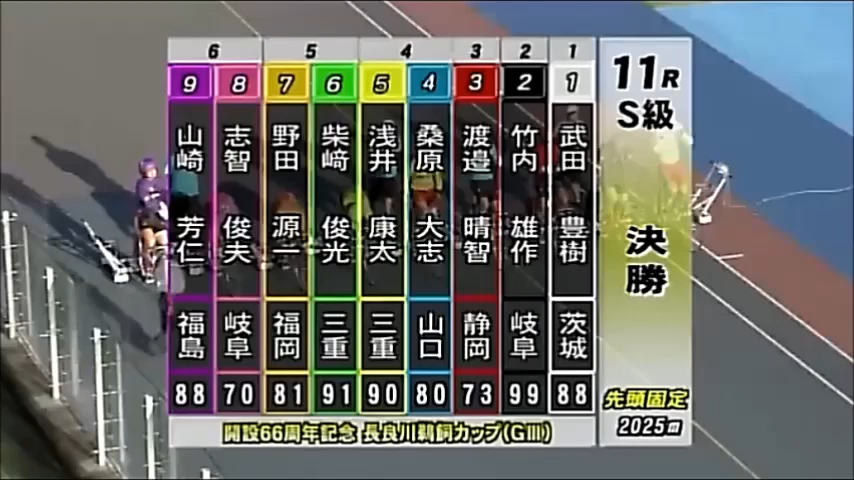 6 5 4 3 2 1
9 8 7 6 5 4 3 2 1
山崎 芳仁 福島 88
志智 俊夫 岐阜 70
野田 源一 福岡 81
柴崎 俊光 三重 91
浅井 康太 三重 90
桑原 大志 山口 80
渡邉 晴智 静岡 73
竹内 雄作 岐阜 99
武田 豊樹 茨城 88
11R
S級
決勝
先頭固定
2025m
開設66周年記念 長良川鵜飼カップ(GⅢ)